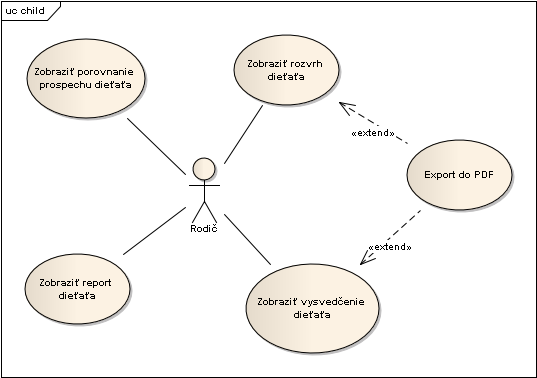 uc child
Zobraziť porovnanie
prospechu dieťaťa
Zobraziť rozvrh
dieťaťa
«extend»
Export do PDF
Rodič
«extend»
Zobraziť report
dieťaťa
Zobraziť vysvedčenie
dieťaťa